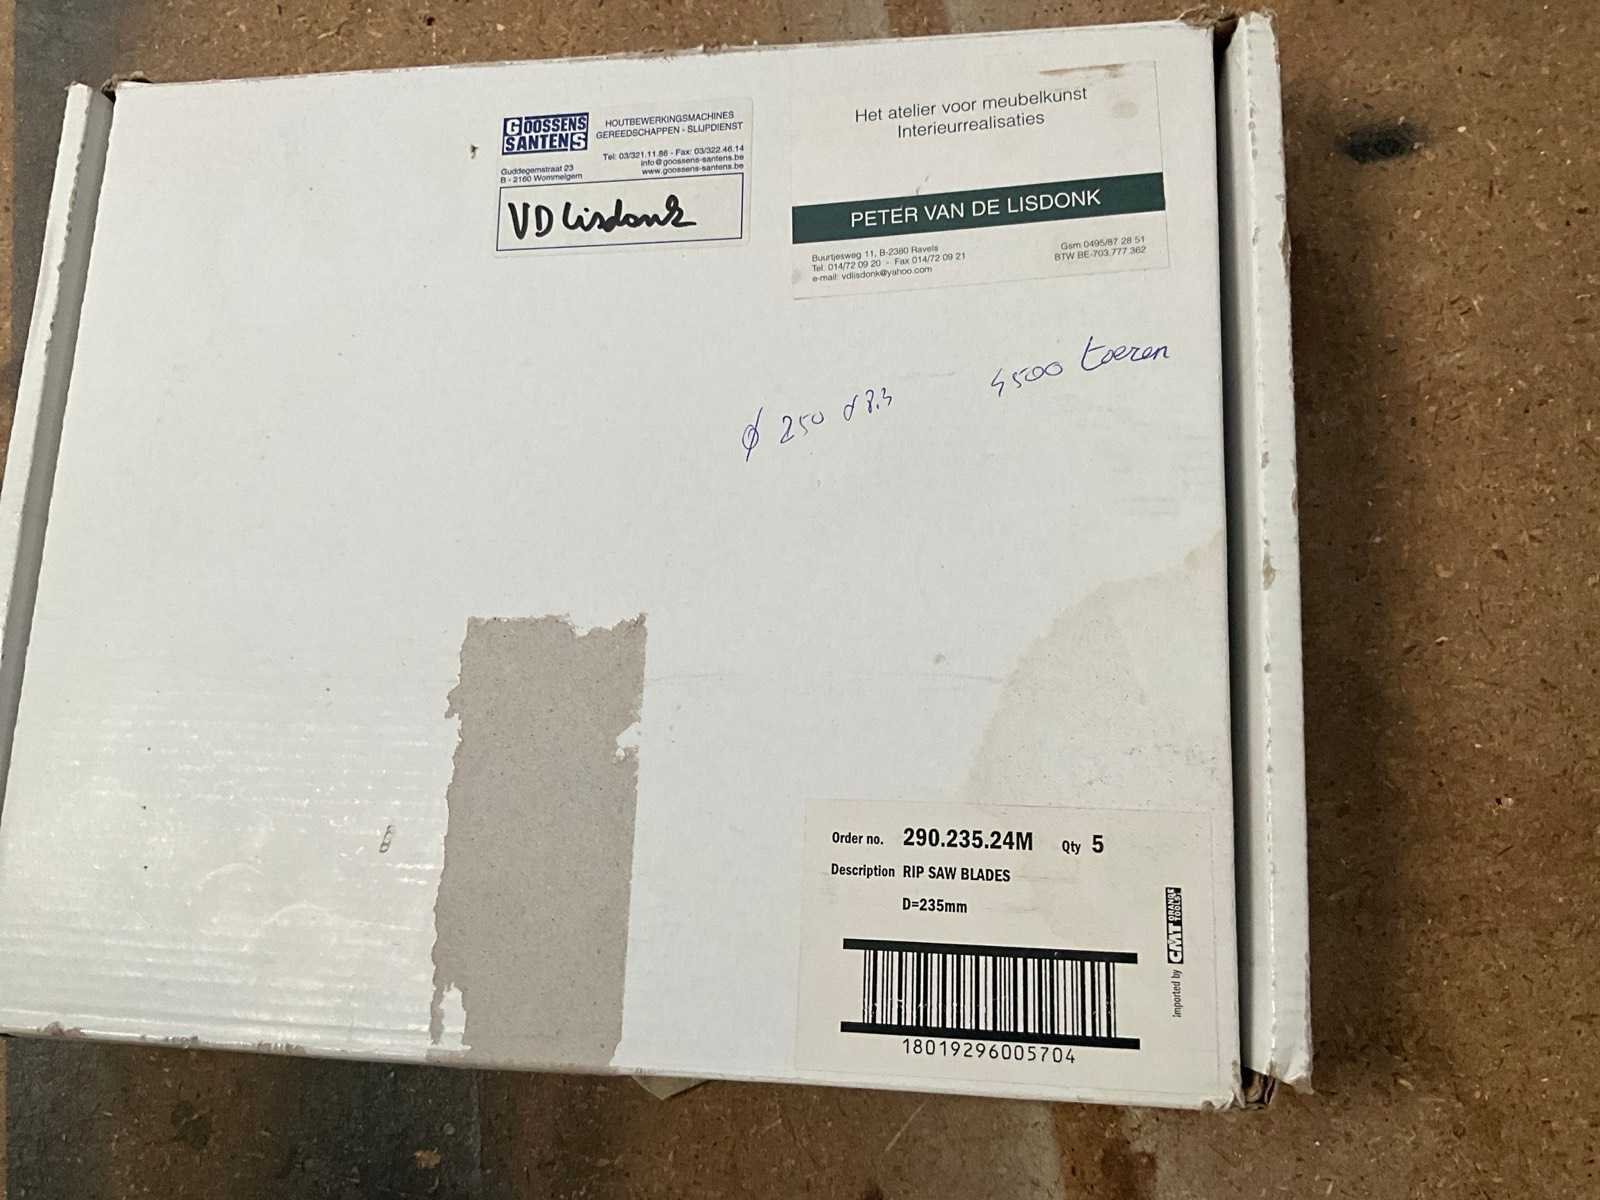 GOOSSENS
SANTENS
HOUTBEWERKINGSMACHINES
GEREEDSCHAPPEN - SLIJPDIENST
Tel: 03/321.11.86 - Fax: 03/322.46.14
info@goossens-santens.be
www.goossens-santens.be
Guddegemstraat 23
B - 2160 Wommelgem
VD Lisdonk
Het atelier voor meubelkunst
Interieurrealisaties
PETER VAN DE LISDONK
Buurtjesweg 11, B-2380 Ravels
Tel. 014/72 09 20 - Fax 014/72 09 21
e-mail: vdlisdonk@yahoo.com
Gsm 0495/87 28 51
BTW BE-703.777.362
ϕ 250
4500 toeren
Order no. 290.235.24M Qty 5
Description RIP SAW BLADES
D=235mm
18019296005704
Imported by CMT ORANGE TOOLS